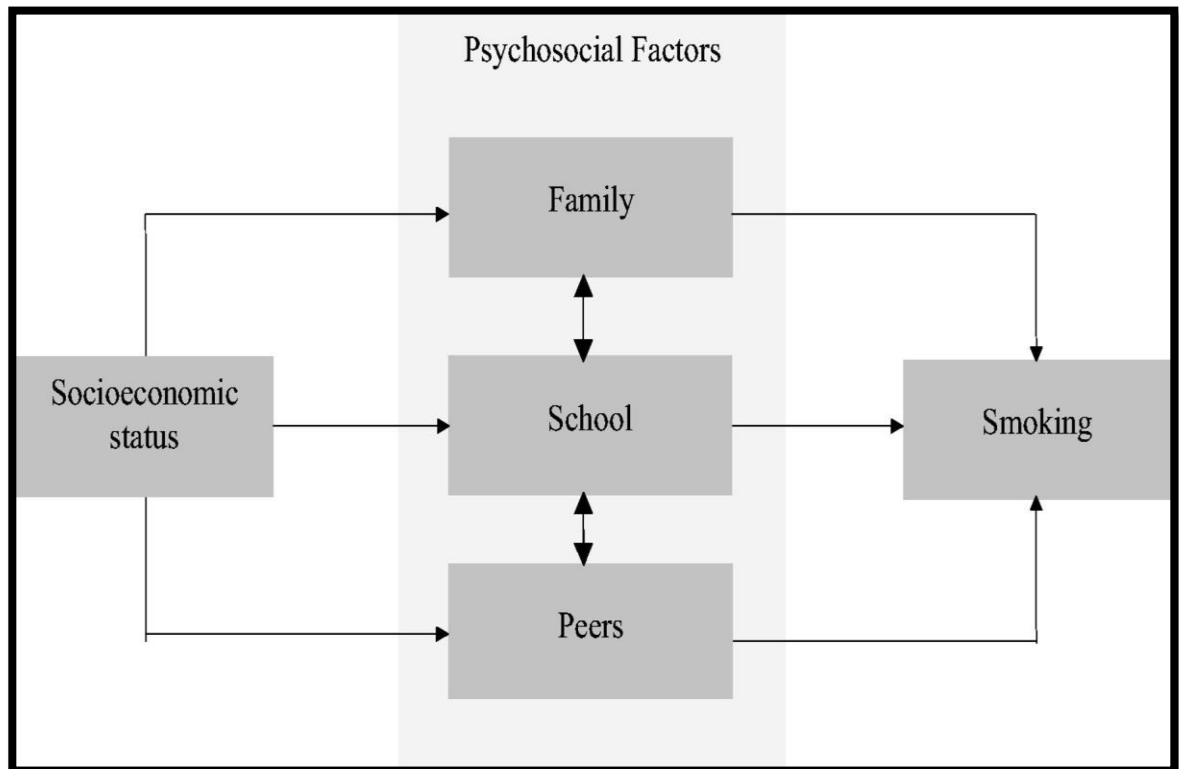 Psychosocial Factors
Family
Socioeconomic
status
School
Smoking
Peers